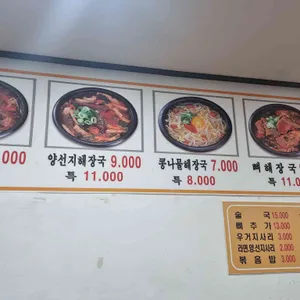 000
양선지해장국 9.000
특 11.000
콩나물해장국 7.000
특 8.000
뼈해장국
특 11.0
술국 15.000
뼈추가 13.000
우거지사리 3.000
라면.양선지사리 2.000
볶음밥 3.000